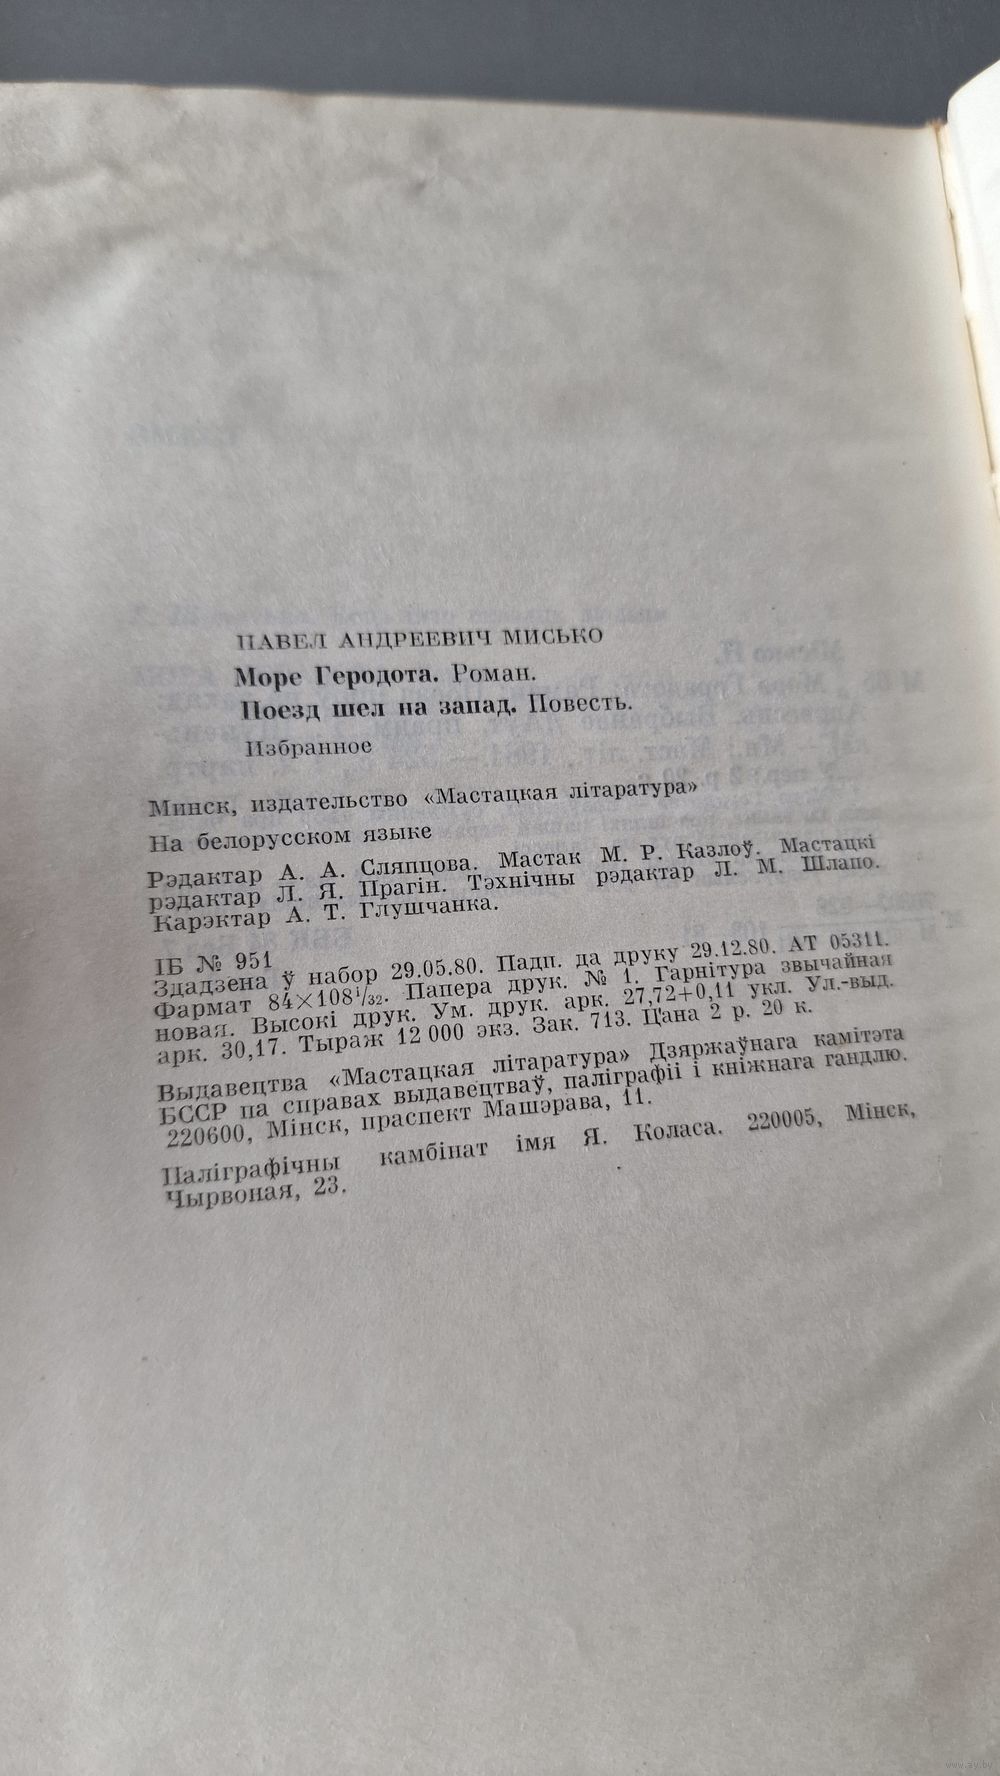 ПАВЕЛ АНДРЕЕВИЧ МИСЬКО
Море Геродота. Роман.
Поезд шел на запад. Повесть.
Избранное
Минск, издательство «Мастацкая літаратура»
На белорусском языке
Рэдактар А. А. Сляпцова. Мастак М. Р. Казлоў. Мастацкі
рэдактар Л. Я. Прагін. Тэхнічны рэдактар Л. М. Шлапо.
Карэктар А. Т. Глушчанка.
ІБ № 951
Здадзена ў набор 29.05.80. Падп. да друку 29.12.80. АТ 05311.
Фармат 84×108¹/₃₂. Папера друк. № 1. Гарнітура звычайная
новая. Высокі друк. Ум. друк. арк. 27,72+0,11 укл. Ул.-выд.
арк. 30,17. Тыраж 12 000 экз. Зак. 713. Цана 2 р. 20 к.
Выдавецтва «Мастацкая літаратура» Дзяржаўнага камітэта
БССР па справах выдавецтваў, паліграфіі і кніжнага гандлю.
220600, Мінск, праспект Машэрава, 11.
Паліграфічны камбінат імя Я. Коласа. 220005, Мінск,
Чырвоная, 23.
www.ay.by